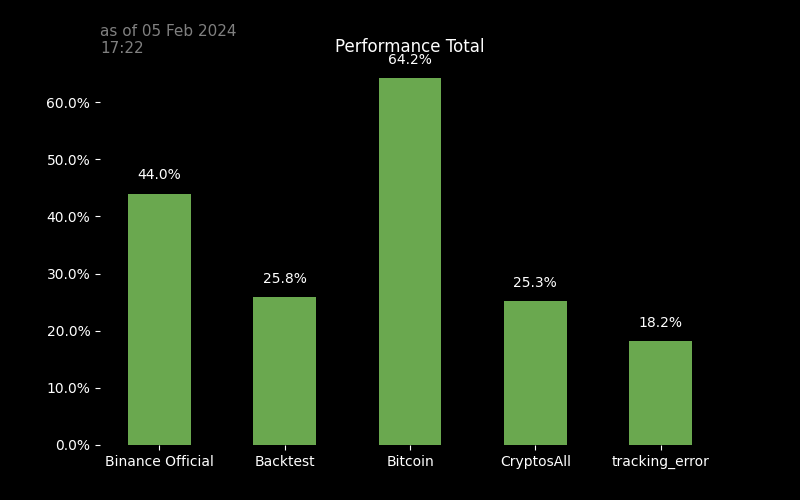 as of 05 Feb 2024
17:22
Performance Total
64.2%
60.0%
50.0%
44.0%
40.0%
30.0%
25.8%
25.3%
20.0%
18.2%
10.0%
0.0%
Binance Official
Backtest
Bitcoin
CryptosAll
tracking_error